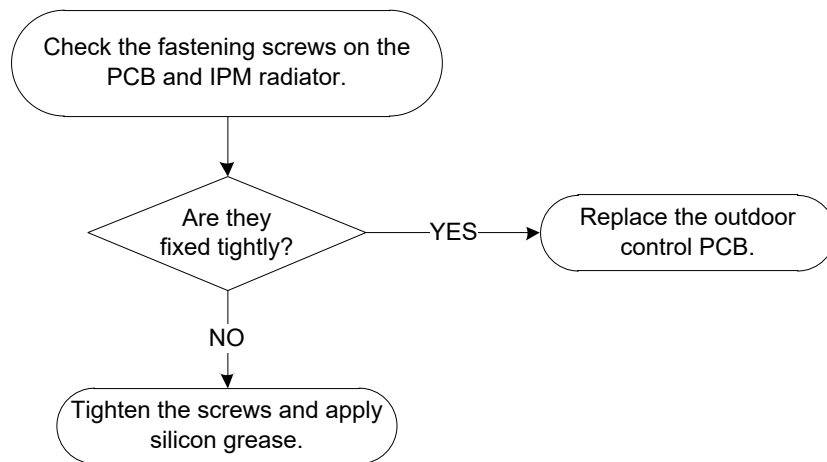 Check the fastening screws on the
PCB and IPM radiator.
Are they
fixed tightly?
YES
Replace the outdoor
control PCB.
NO
Tighten the screws and apply
silicon grease.